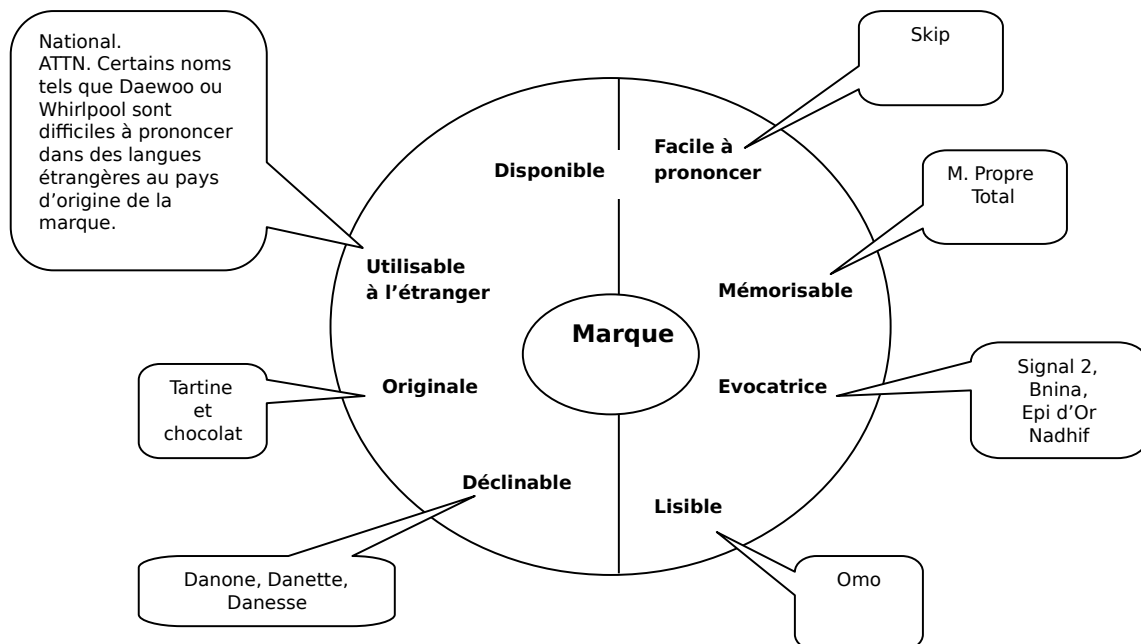 National.
ATTN. Certains noms
tels que Daewoo ou
Whirlpool sont
difficiles à prononcer
dans des langues
étrangères au pays
d’origine de la
marque.
Skip
Disponible
Facile à
prononcer
M. Propre
Total
Utilisable
à l’étranger
Mémorisable
Marque
Tartine
et
chocolat
Originale
Evocatrice
Signal 2,
Bnina,
Epi d’Or
Nadhif
Déclinable
Lisible
Danone, Danette,
Danesse
Omo